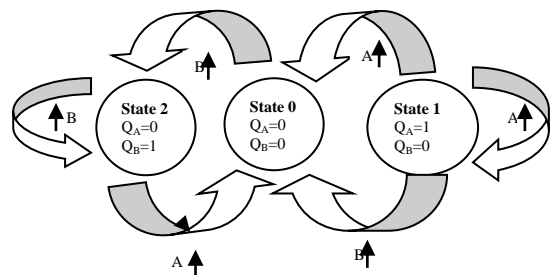 B
A
B
State 2
Q_A=0
Q_B=1
State 0
Q_A=0
Q_B=0
State 1
Q_A=1
Q_B=0
A
A
B